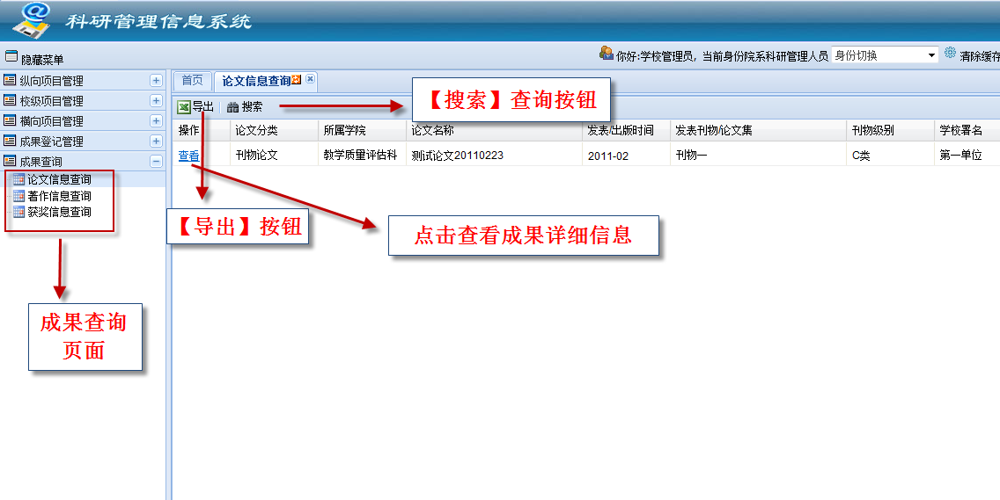 科研管理信息系统
隐藏菜单
你好:学校管理员，当前身份院系科研管理人员 身份切换 清除缓存
纵向项目管理
校级项目管理
横向项目管理
成果登记管理
成果查询
论文信息查询
著作信息查询
获奖信息查询
成果查询
页面
首页 论文信息查询
导出 搜索
【搜索】查询按钮
操作 论文分类 所属学院 论文名称 发表/出版时间 发表刊物/论文集 刊物级别 学校署名
查看 刊物论文 教学质量评估科 测试论文20110223 2011-02 刊物一 C类 第一单位
【导出】按钮
点击查看成果详细信息